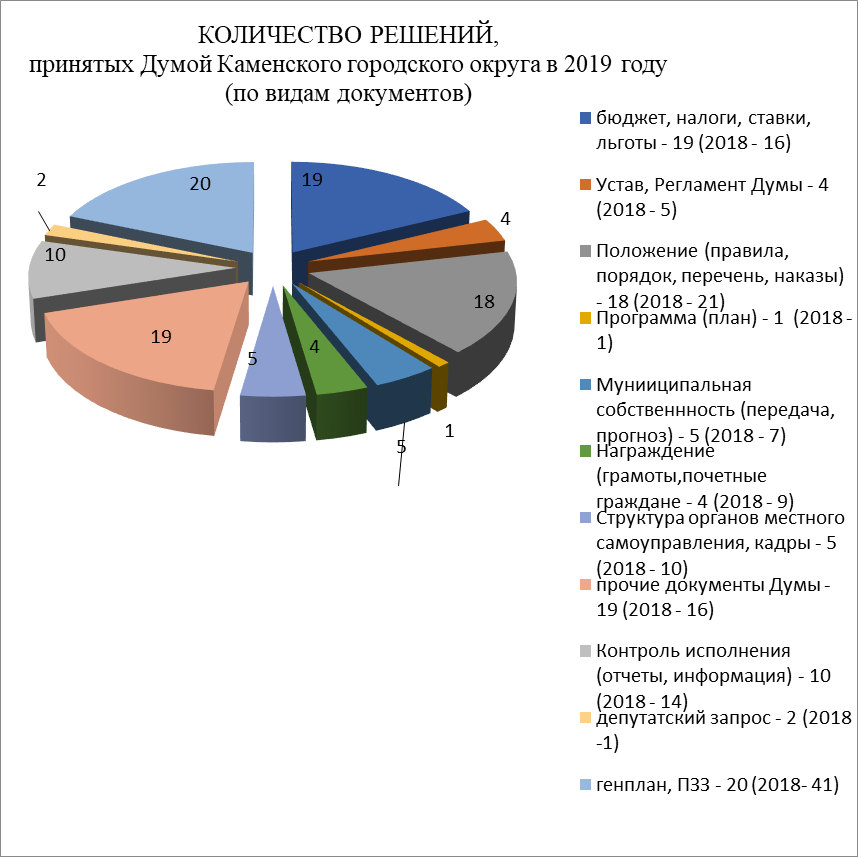 КОЛИЧЕСТВО РЕШЕНИЙ,
принятых Думой Каменского городского округа в 2019 году
(по видам документов)
2
20
19
4
10
18
19
5
4
5
1
бюджет, налоги, ставки,
льготы - 19 (2018 - 16)
Устав, Регламент Думы - 4
(2018 - 5)
Положение (правила,
порядок, перечень, наказы)
- 18 (2018 - 21)
Программа (план) - 1 (2018 -
1)
Мунииципальная
собственнность (передача,
прогноз) - 5 (2018 - 7)
Награждение
(грамоты,почетные
граждане - 4 (2018 - 9)
Структура органов местного
самоуправления, кадры - 5
(2018 - 10)
прочие документы Думы -
19 (2018 - 16)
Контроль исполнения
(отчеты, информация) - 10
(2018 - 14)
депутатский запрос - 2 (2018
-1)
генплан, ПЗЗ - 20 (2018- 41)